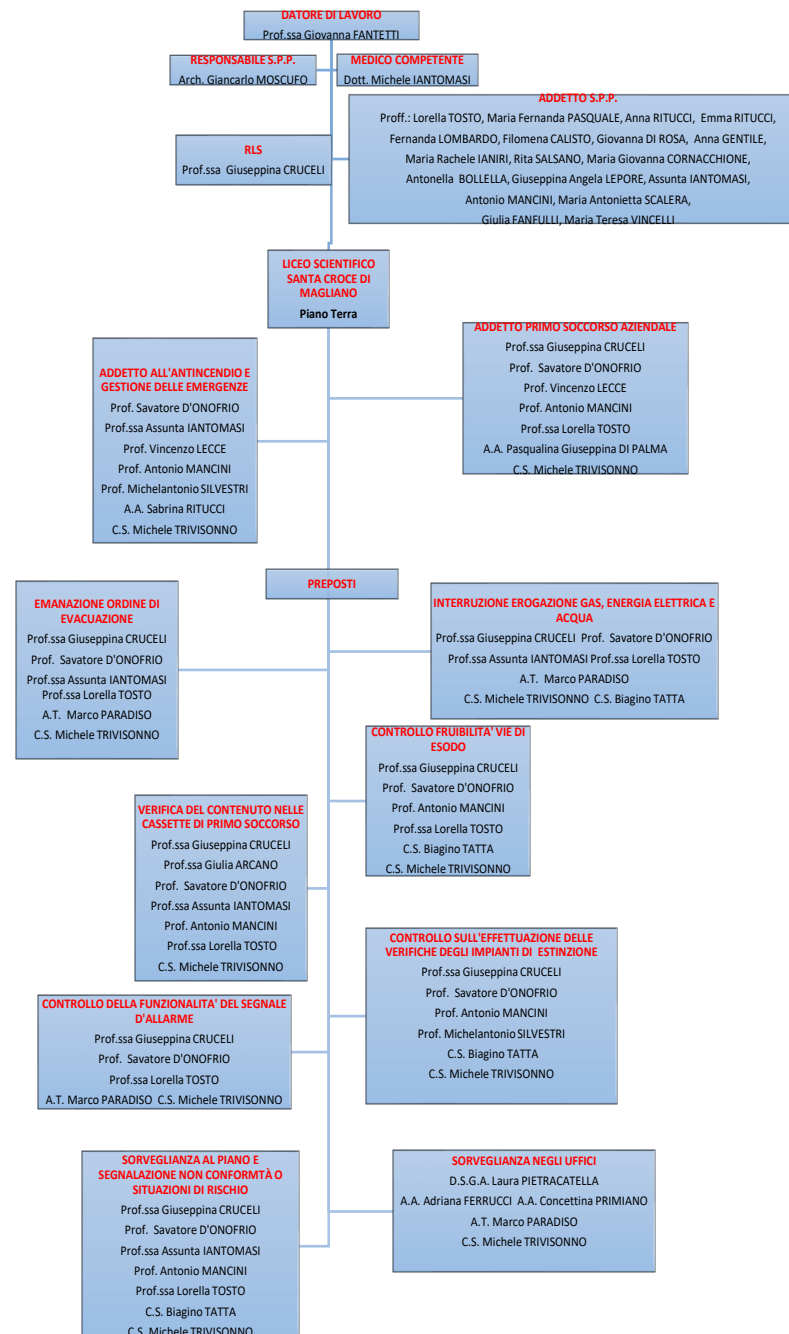 DATORE DI LAVORO
Prof.ssa Giovanna FANTETTI
RESPONSABILE S.P.P.
Arch. Giancarlo MOSCUFO
MEDICO COMPETENTE
Dott. Michele IANTOMASI
ADDETTO S.P.P.
Proff.: Lorella TOSTO, Maria Fernanda PASQUALE, Anna RITUCCI, Emma RITUCCI,
Fernanda LOMBARDO, Filomena CALISTO, Giovanna DI ROSA, Anna GENTILE,
Maria Rachele IANIRI, Rita SALSANO, Maria Giovanna CORNACCHIONE,
Antonella BOLLELLA, Giuseppina Angela LEPORE, Assunta IANTOMASI,
Antonio MANCINI, Maria Antonietta SCALERA,
Giulia FANFULLI, Maria Teresa VINCELLI
RLS
Prof.ssa Giuseppina CRUCELI
LICEO SCIENTIFICO
SANTA CROCE DI
MAGLIANO
Piano Terra
ADDETTO PRIMO SOCCORSO AZIENDALE
Prof.ssa Giuseppina CRUCELI
Prof. Savatore D'ONOFRIO
Prof. Vincenzo LECCE
Prof. Antonio MANCINI
Prof.ssa Lorella TOSTO
A.A. Pasqualina Giuseppina DI PALMA
C.S. Michele TRIVISONNO
ADDETTO ALL'ANTINCENDIO E
GESTIONE DELLE EMERGENZE
Prof. Savatore D'ONOFRIO
Prof.ssa Assunta IANTOMASI
Prof. Vincenzo LECCE
Prof. Antonio MANCINI
Prof. Michelantonio SILVESTRI
A.A. Sabrina RITUCCI
C.S. Michele TRIVISONNO
PREPOSTI
EMANAZIONE ORDINE DI
EVACUAZIONE
Prof.ssa Giuseppina CRUCELI
Prof. Savatore D'ONOFRIO
Prof.ssa Assunta IANTOMASI
Prof.ssa Lorella TOSTO
A.T. Marco PARADISO
C.S. Michele TRIVISONNO
INTERRUZIONE EROGAZIONE GAS, ENERGIA ELETTRICA E
ACQUA
Prof.ssa Giuseppina CRUCELI Prof. Savatore D'ONOFRIO
Prof.ssa Assunta IANTOMASI Prof.ssa Lorella TOSTO
A.T. Marco PARADISO
C.S. Michele TRIVISONNO C.S. Biagino TATTA
CONTROLLO FRUIBILITA' VIE DI
ESODO
Prof.ssa Giuseppina CRUCELI
Prof. Savatore D'ONOFRIO
Prof. Antonio MANCINI
Prof.ssa Lorella TOSTO
C.S. Biagino TATTA
C.S. Michele TRIVISONNO
VERIFICA DEL CONTENUTO NELLE
CASSETTE DI PRIMO SOCCORSO
Prof.ssa Giuseppina CRUCELI
Prof.ssa Giulia ARCANO
Prof. Savatore D'ONOFRIO
Prof.ssa Assunta IANTOMASI
Prof. Antonio MANCINI
Prof.ssa Lorella TOSTO
C.S. Michele TRIVISONNO
CONTROLLO SULL'EFFETTUAZIONE DELLE
VERIFICHE DEGLI IMPIANTI DI ESTINZIONE
Prof.ssa Giuseppina CRUCELI
Prof. Savatore D'ONOFRIO
Prof. Antonio MANCINI
Prof. Michelantonio SILVESTRI
C.S. Biagino TATTA
C.S. Michele TRIVISONNO
CONTROLLO DELLA FUNZIONALITA' DEL SEGNALE
D'ALLARME
Prof.ssa Giuseppina CRUCELI
Prof. Savatore D'ONOFRIO
Prof.ssa Lorella TOSTO
A.T. Marco PARADISO C.S. Michele TRIVISONNO
SORVEGLIANZA AL PIANO E
SEGNALAZIONE NON CONFORMTÀ O
SITUAZIONI DI RISCHIO
Prof.ssa Giuseppina CRUCELI
Prof. Savatore D'ONOFRIO
Prof.ssa Assunta IANTOMASI
Prof. Antonio MANCINI
Prof.ssa Lorella TOSTO
C.S. Biagino TATTA
C.S. Michele TRIVISONNO
SORVEGLIANZA NEGLI UFFICI
D.S.G.A. Laura PIETRACATELLA
A.A. Adriana FERRUCCI A.A. Concettina PRIMIANO
A.T. Marco PARADISO
C.S. Michele TRIVISONNO